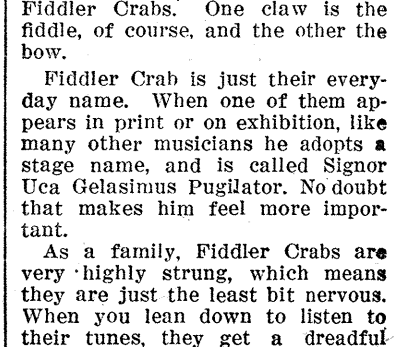 Fiddler Crabs. One claw is the
fiddle, of course, and the other the
bow.
Fiddler Crab is just their every-
day name. When one of them ap-
pears in print or on exhibition, like
many other musicians he adopts a
stage name, and is called Signor
Uca Gelasimus Pugilator. No doubt
that makes him feel more impor-
tant.
As a family, Fiddler Crabs are
very highly strung, which means
they are just the least bit nervous.
When you lean down to listen to
their tunes, they get a dreadful